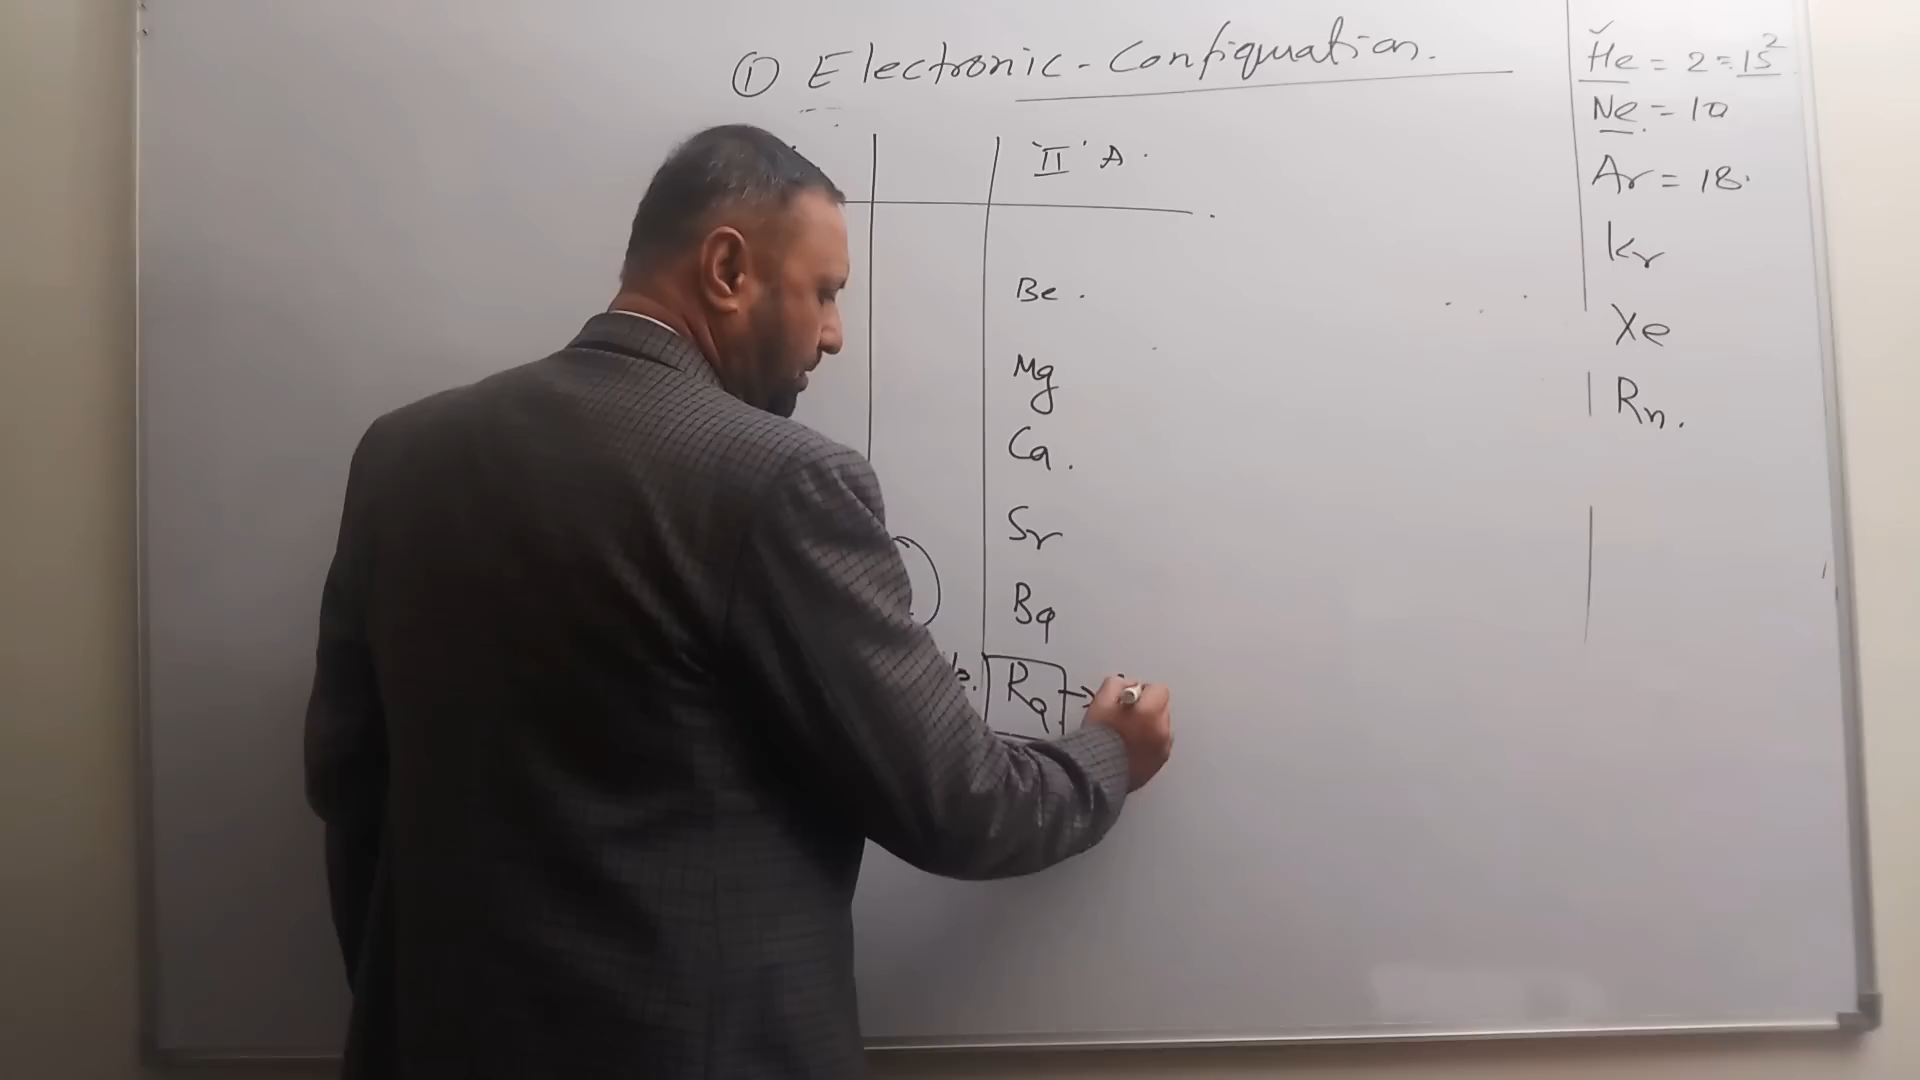 ① Electronic-Configuration.
II A.
Be.
Mg
Ca.
Sr
Ba
Ra →
He = 2 = 1S²
Ne = 10
Ar = 18.
Kr
Xe
Rn.